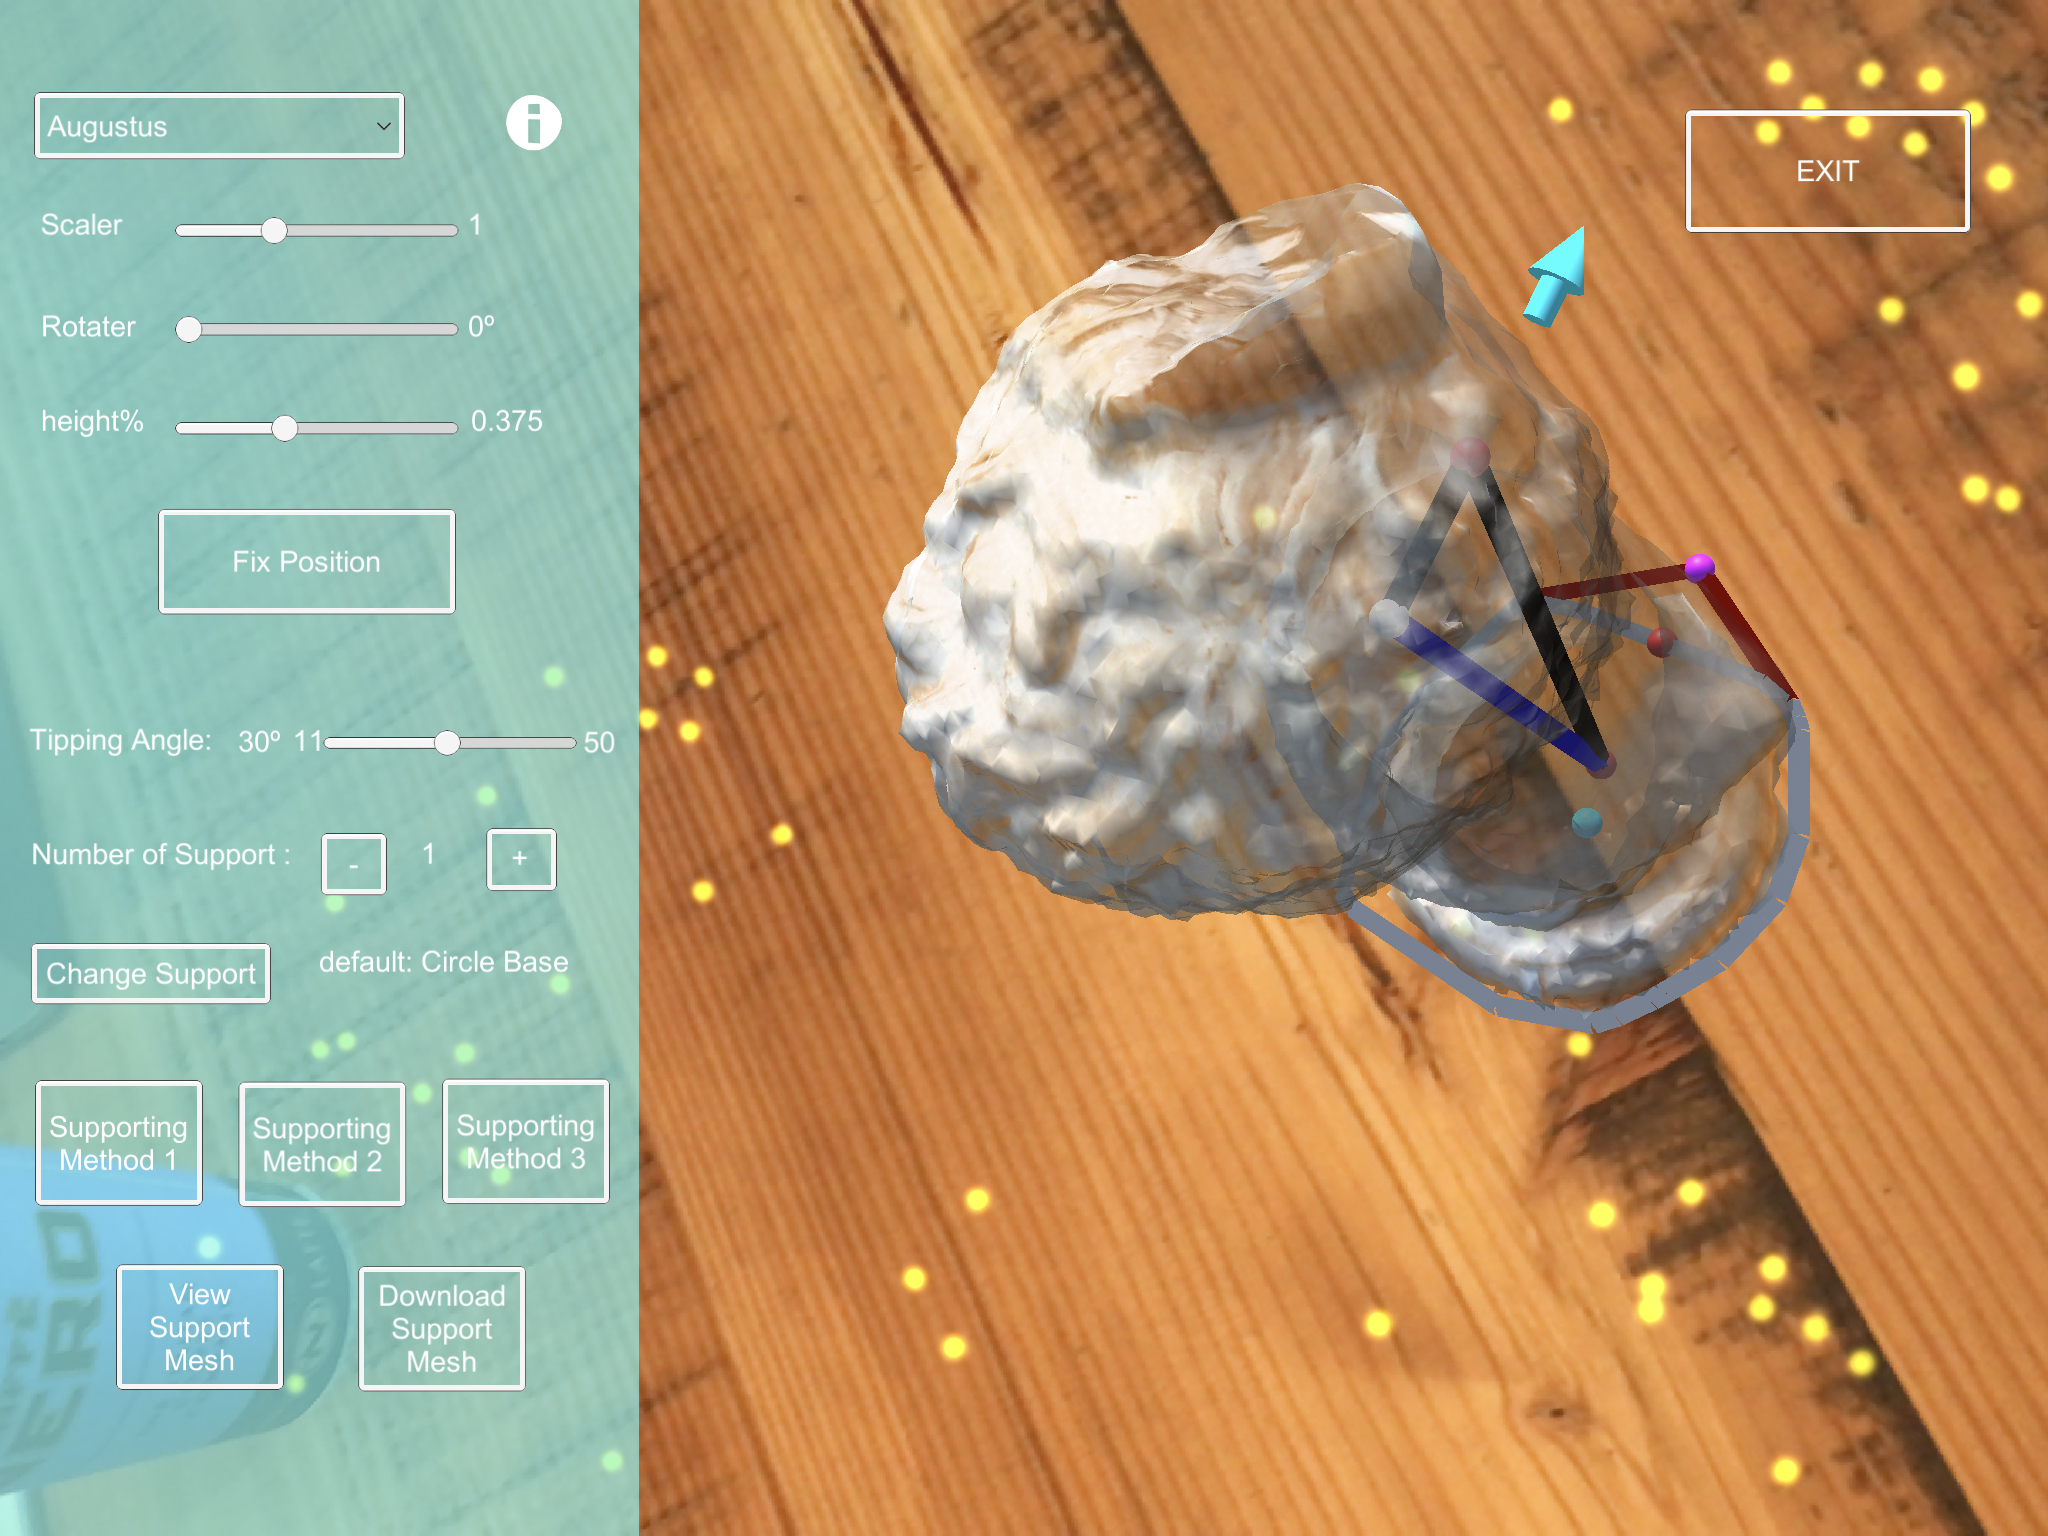 Augustus
EXIT
Scaler 1
Rotater 0º
height% 0.375
Fix Position
Tipping Angle: 30º 11 50
Number of Support : - 1 +
Change Support default: Circle Base
Supporting
Method 1
Supporting
Method 2
Supporting
Method 3
View
Support
Mesh
Download
Support
Mesh